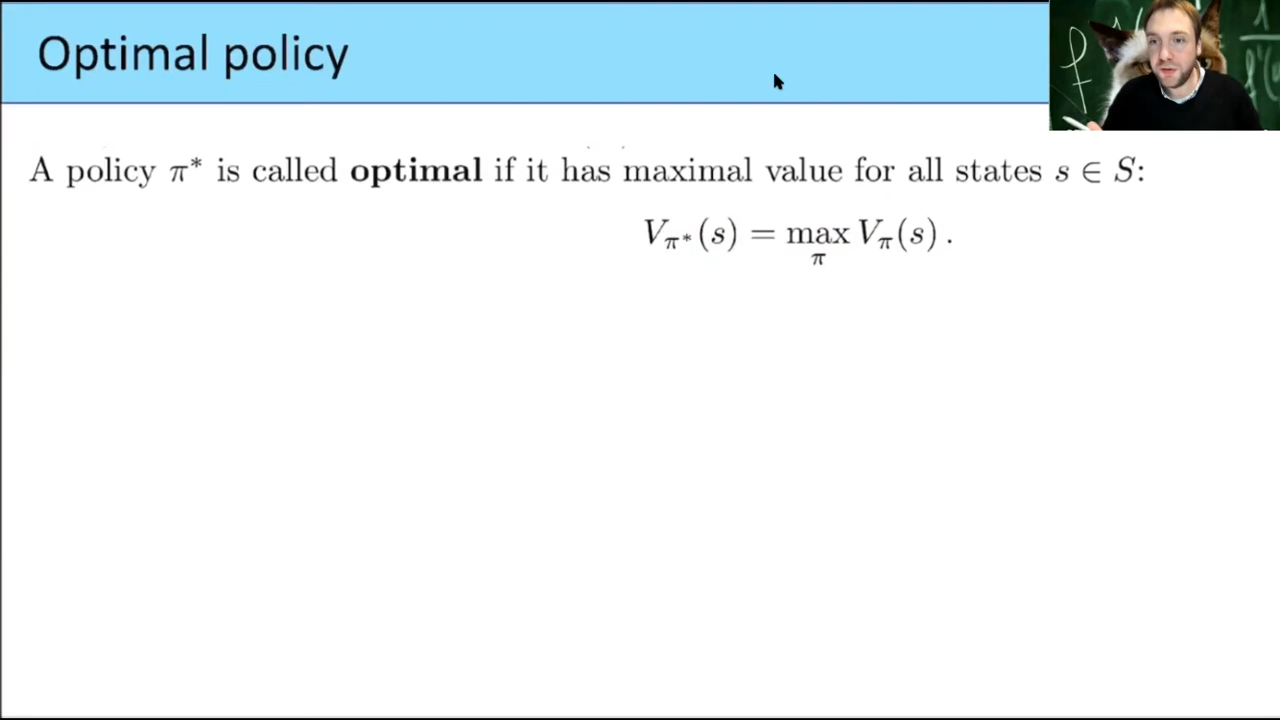 Optimal policy
A policy π* is called optimal if it has maximal value for all states s ∈ S:
V_{π*}(s) = max_π V_π(s) .